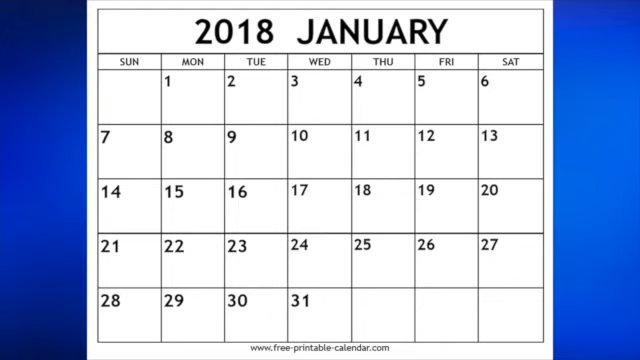 2018 JANUARY
SUN MON TUE WED THU FRI SAT
1 2 3 4 5 6
7 8 9 10 11 12 13
14 15 16 17 18 19 20
21 22 23 24 25 26 27
28 29 30 31
www.free-printable-calendar.com